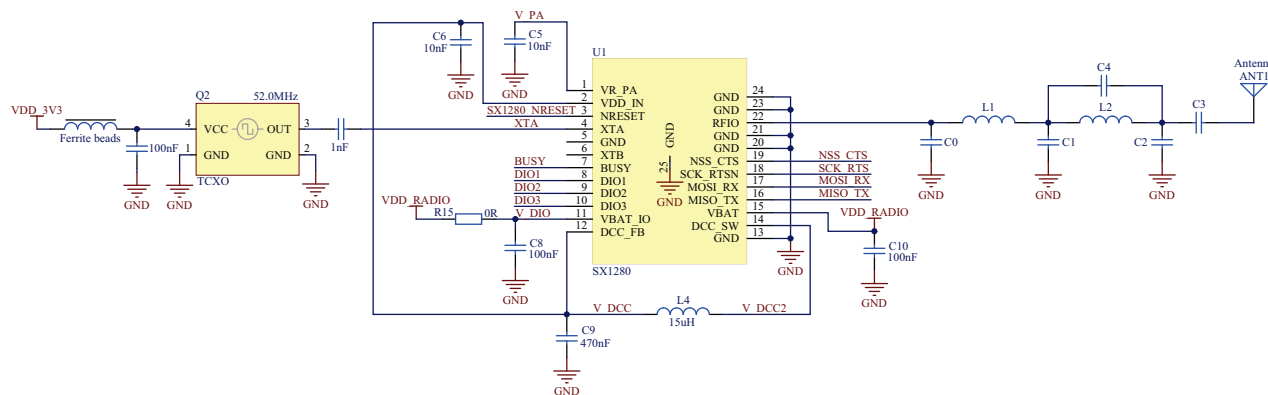 V_PA
C6
10nF
C5
10nF
GND
GND
U1
SX1280
1 VR_PA
2 VDD_IN
SX1280_NRESET 3 NRESET
XTA 4 XTA
5 GND
6 XTB
BUSY 7 BUSY
DIO1 8 DIO1
DIO2 9 DIO2
DIO3 10 DIO3
V_DIO 11 VBAT_IO
12 DCC_FB
GND
25
GND
GND 24
GND 23
RFIO 22
GND 21
GND 20
NSS_CTS 19 NSS_CTS
SCK_RTSN 18 SCK_RTS
MOSI_RX 17 MOSI_RX
MISO_TX 16 MISO_TX
VBAT 15
DCC_SW 14
GND 13
GND
VDD_3V3
Ferrite beads
100nF
GND
Q2
52.0MHz
4 VCC OUT 3
1 GND GND 2
TCXO
GND
GND
1nF
VDD_RADIO
R15
0R
C8
100nF
GND
VDD_RADIO
C10
100nF
GND
V_DCC
L4
15uH
V_DCC2
C9
470nF
GND
C0
GND
L1
C1
GND
C4
L2
C2
GND
C3
Antenn
ANT1